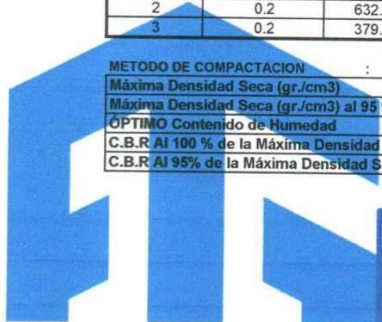 2 0.2 632.
3 0.2 379.
METODO DE COMPACTACION :
Máxima Densidad Seca (gr./cm3)
Máxima Densidad Seca (gr./cm3) al 95
ÓPTIMO Contenido de Humedad
C.B.R Al 100 % de la Máxima Densidad
C.B.R Al 95% de la Máxima Densidad S